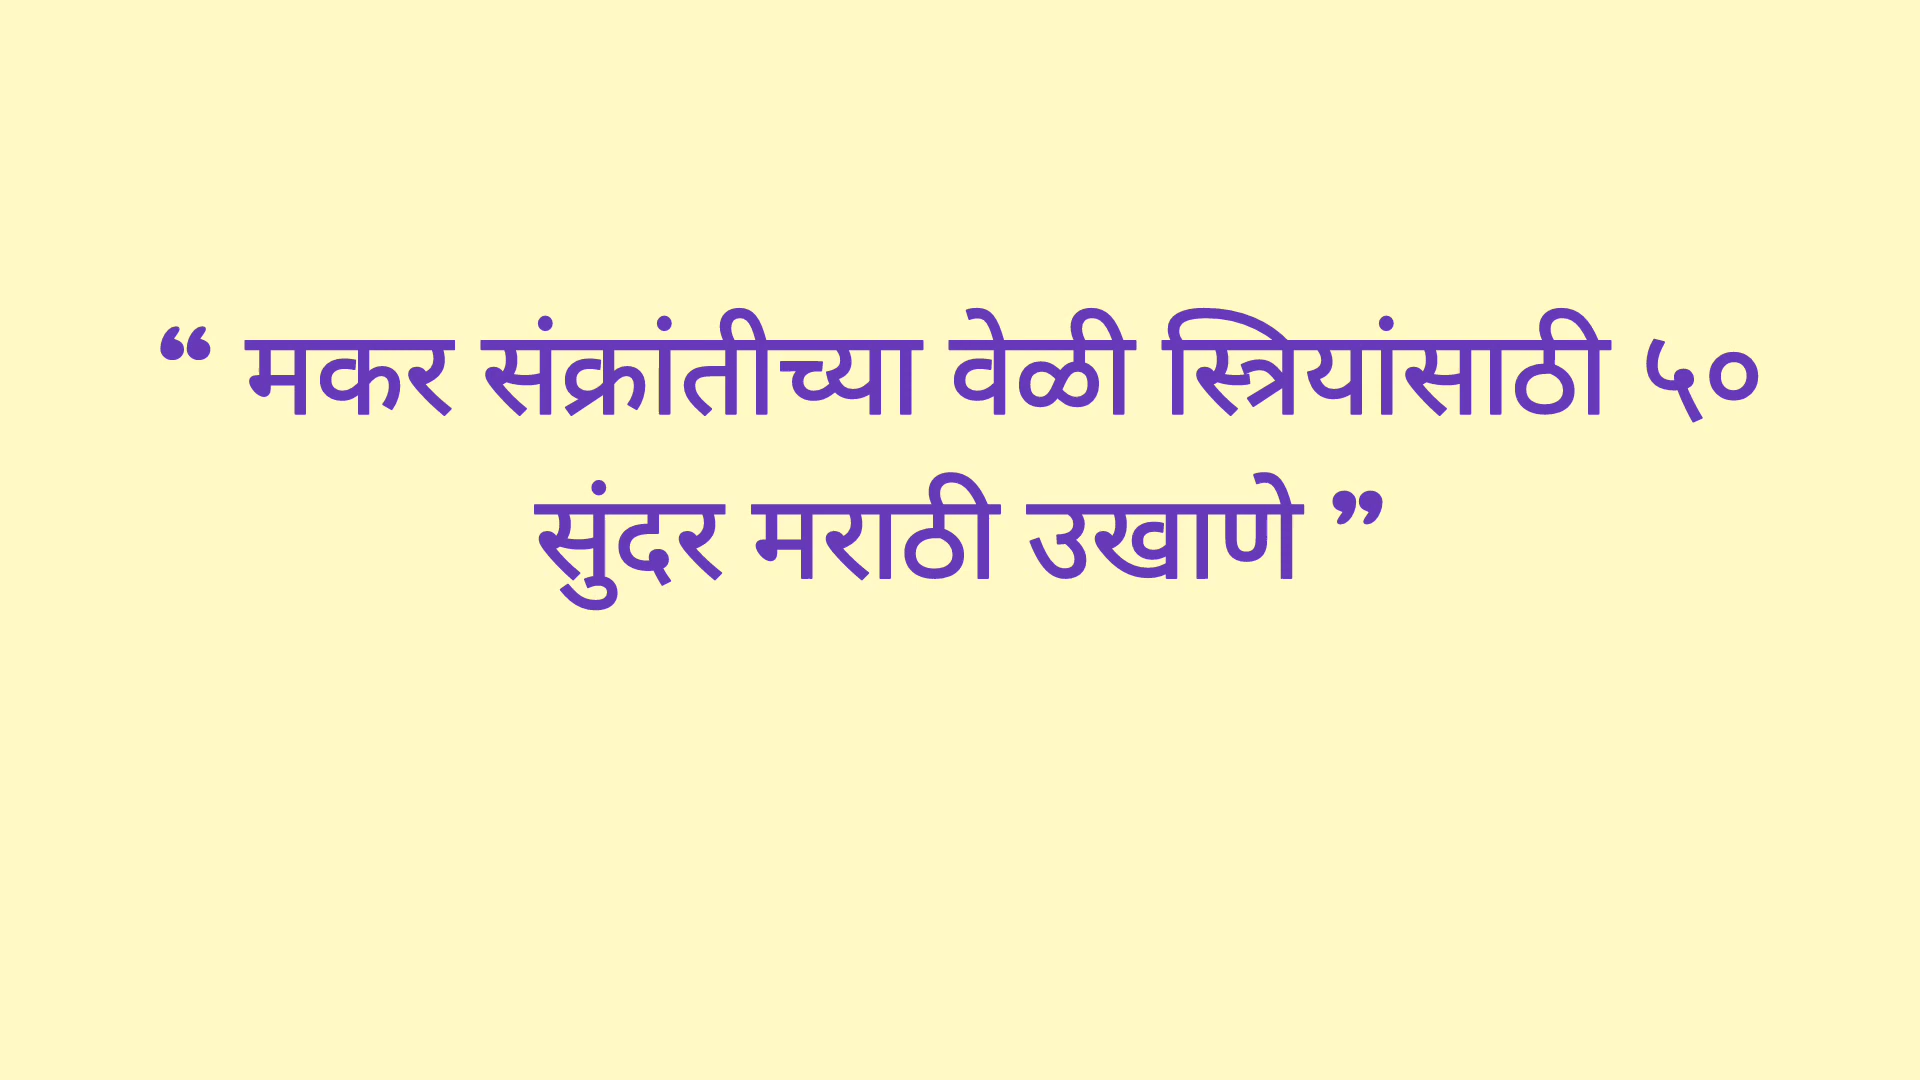 “ मकर संक्रांतीच्या वेळी स्त्रियांसाठी ५०
सुंदर मराठी उखाणे ”